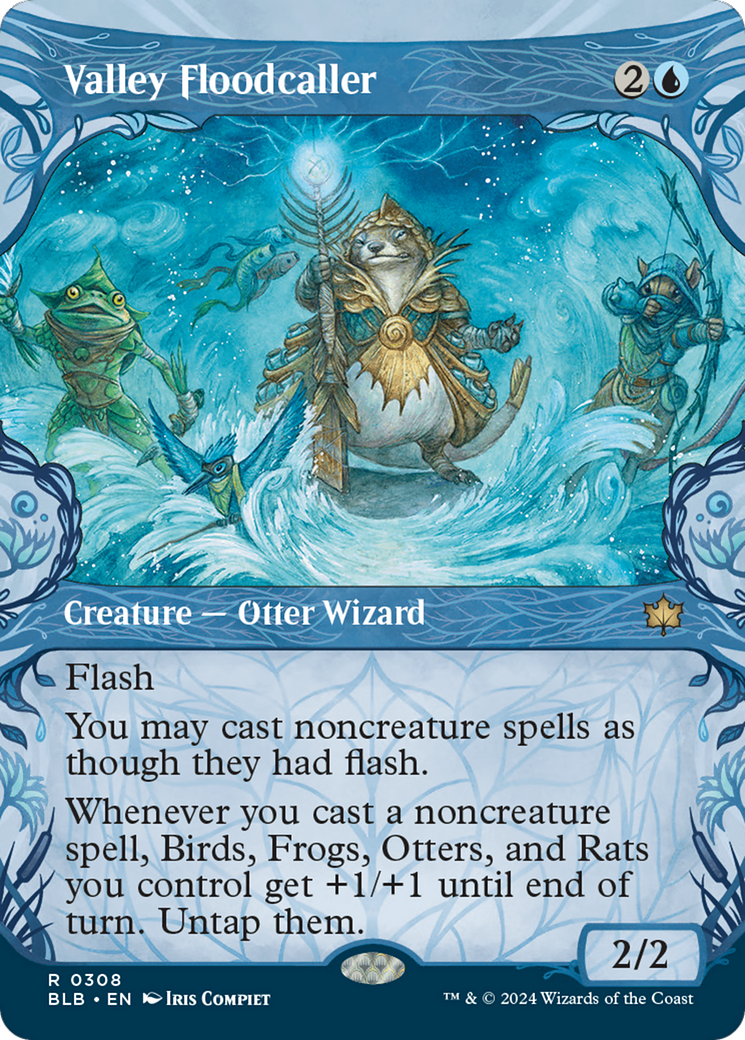 Valley Floodcaller 2
Creature — Otter Wizard
Flash
You may cast noncreature spells as
though they had flash.
Whenever you cast a noncreature
spell, Birds, Frogs, Otters, and Rats
you control get +1/+1 until end of
turn. Untap them.
2/2
R 0308
BLB • EN Iris Compiet
™ & © 2024 Wizards of the Coast